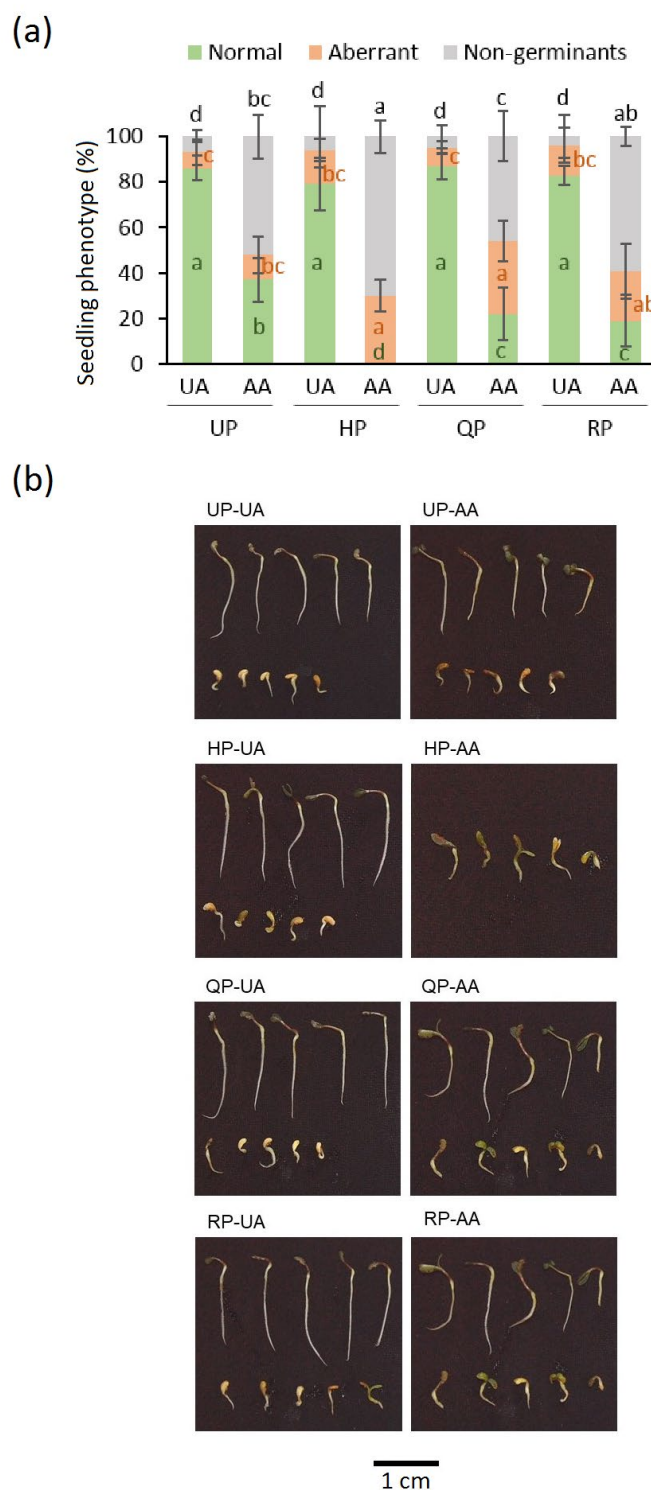 (a)
Normal Aberrant Non-germinants
d bc d a d c d ab
100
80
60
40
20
0
Seedling phenotype (%)
c bc bc c a bc ab
a b a a d a c a c
UA AA UA AA UA AA UA AA
UP HP QP RP
(b)
UP-UA UP-AA
HP-UA HP-AA
QP-UA QP-AA
RP-UA RP-AA
1 cm